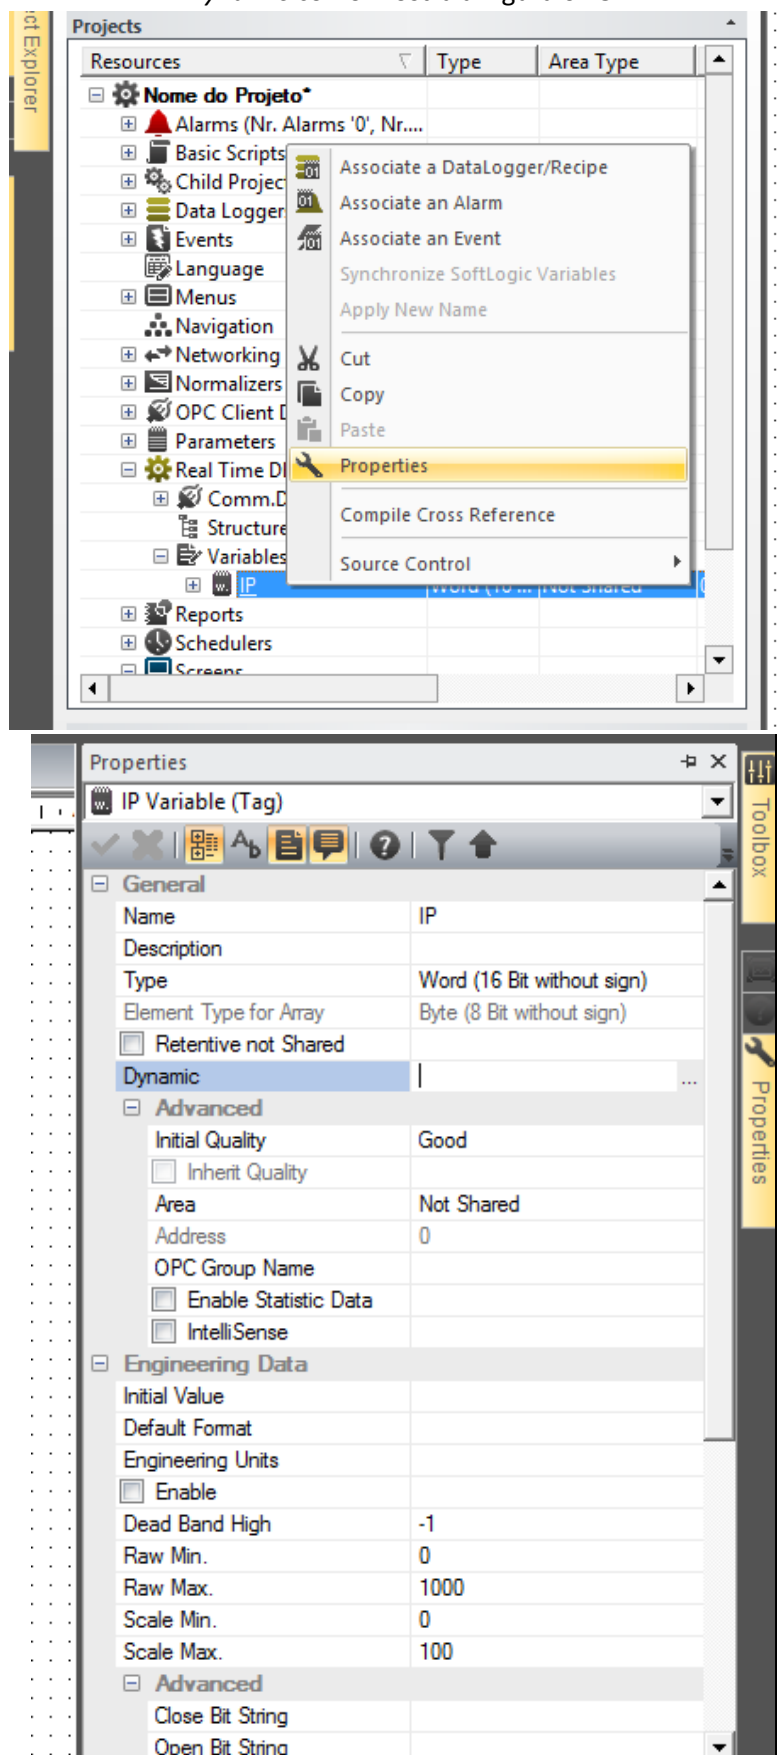 Projects
Resources Type Area Type
Nome do Projeto*
Alarms (Nr. Alarms '0', Nr....
Basic Scripts
Child Projec
Data Logger
Events
Language
Menus
Navigation
Networking
Normalizers
OPC Client D
Parameters
Real Time D
Comm.D
Structure
Variables
IP
Reports
Schedulers
Screens
Associate a DataLogger/Recipe
Associate an Alarm
Associate an Event
Synchronize SoftLogic Variables
Apply New Name
Cut
Copy
Paste
Properties
Compile Cross Reference
Source Control
Word (16 ... Not Shared
ct Explorer
Properties
IP Variable (Tag)
General
Name IP
Description
Type Word (16 Bit without sign)
Element Type for Array Byte (8 Bit without sign)
Retentive not Shared
Dynamic ...
Advanced
Initial Quality Good
Inherit Quality
Area Not Shared
Address 0
OPC Group Name
Enable Statistic Data
IntelliSense
Engineering Data
Initial Value
Default Format
Engineering Units
Enable
Dead Band High -1
Raw Min. 0
Raw Max. 1000
Scale Min. 0
Scale Max. 100
Advanced
Close Bit String
Open Bit String
Toolbox
Properties